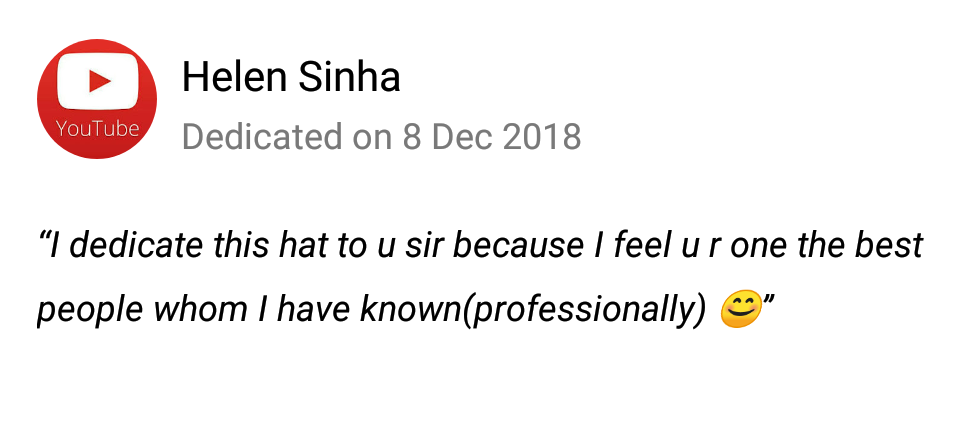 YouTube
Helen Sinha
Dedicated on 8 Dec 2018
“I dedicate this hat to u sir because I feel u r one the best
people whom I have known(professionally) 😊”